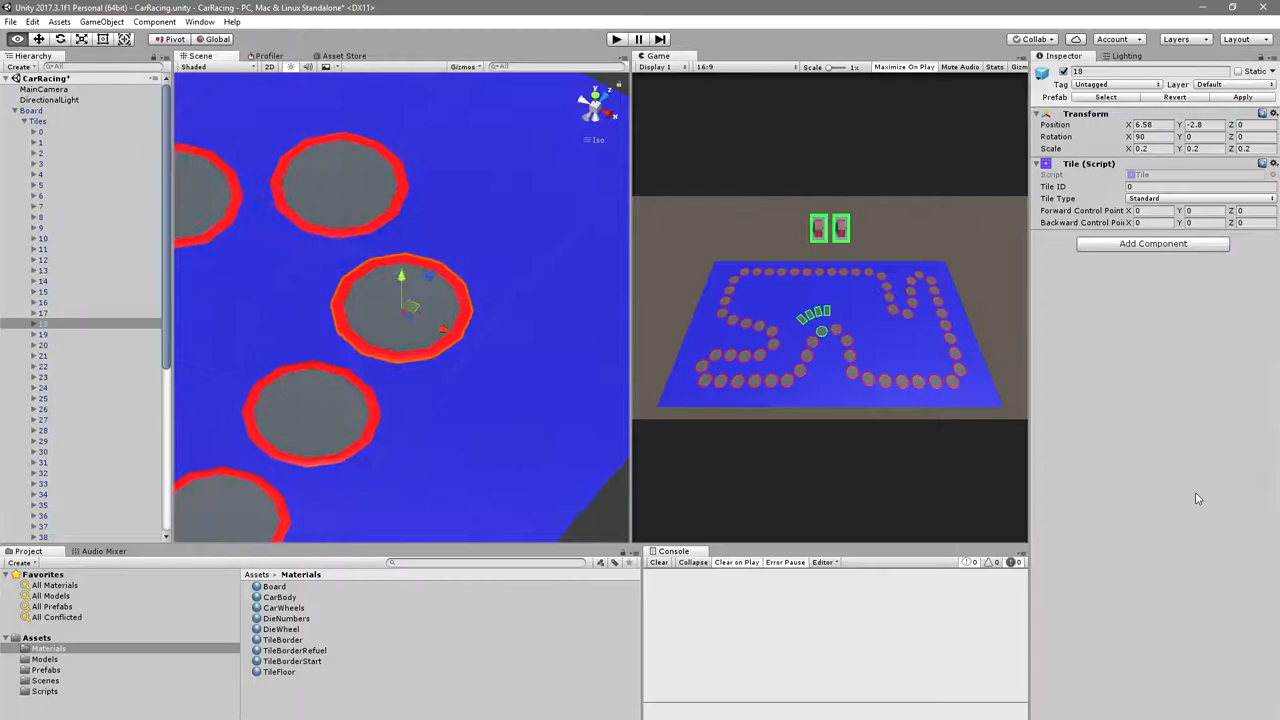 Unity 2017.3.1f1 Personal (64bit) - CarRacing.unity - CarRacing - PC, Mac & Linux Standalone* <DX11>
File Edit Assets GameObject Component Window Help
Pivot Global Collab Account Layers Layout
Hierarchy Scene Profiler Asset Store Game Inspector Lighting
Create All Shaded 2D Gizmos All Display 1 16:9 Scale 1x Maximize On Play Mute Audio Stats 18 Static
CarRacing*
MainCamera
DirectionalLight
Board
Tiles
0
1
2
3
4
5
6
7
8
9
10
11
12
13
14
15
16
17
18
19
20
21
22
23
24
25
26
27
28
29
30
31
32
33
34
35
36
37
38
y
z
x
Iso
Tag Untagged Layer Default
Prefab Select Revert Apply
Transform
Position X 6.58 Y -2.8 Z 0
Rotation X 90 Y 0 Z 0
Scale X 0.2 Y 0.2 Z 0.2
Tile (Script)
Script Tile
Tile ID 0
Tile Type Standard
Forward Control Point X 0 Y 0 Z 0
Backward Control Poi X 0 Y 0 Z 0
Add Component
Project Audio Mixer
Create
Favorites
All Materials
All Models
All Prefabs
All Conflicted
Assets
Materials
Models
Prefabs
Scenes
Scripts
Assets Materials
Board
CarBody
CarWheels
DieNumbers
DieWheel
TileBorder
TileBorderRefuel
TileBorderStart
TileFloor
Console
Clear Collapse Clear on Play Error Pause Editor 0 0 0